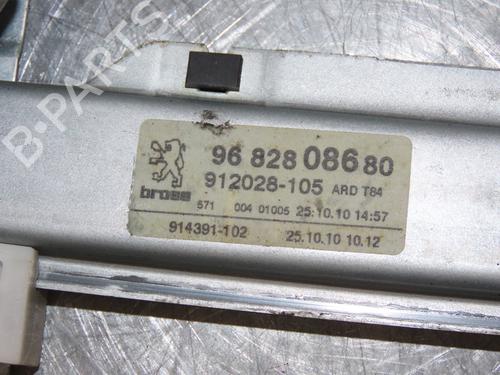 B-PARTS
96 828 086 80
brose
912028-105 ARD T84
571 004 01005 25.10.10 14:57
914391-102 25.10.10 10.12